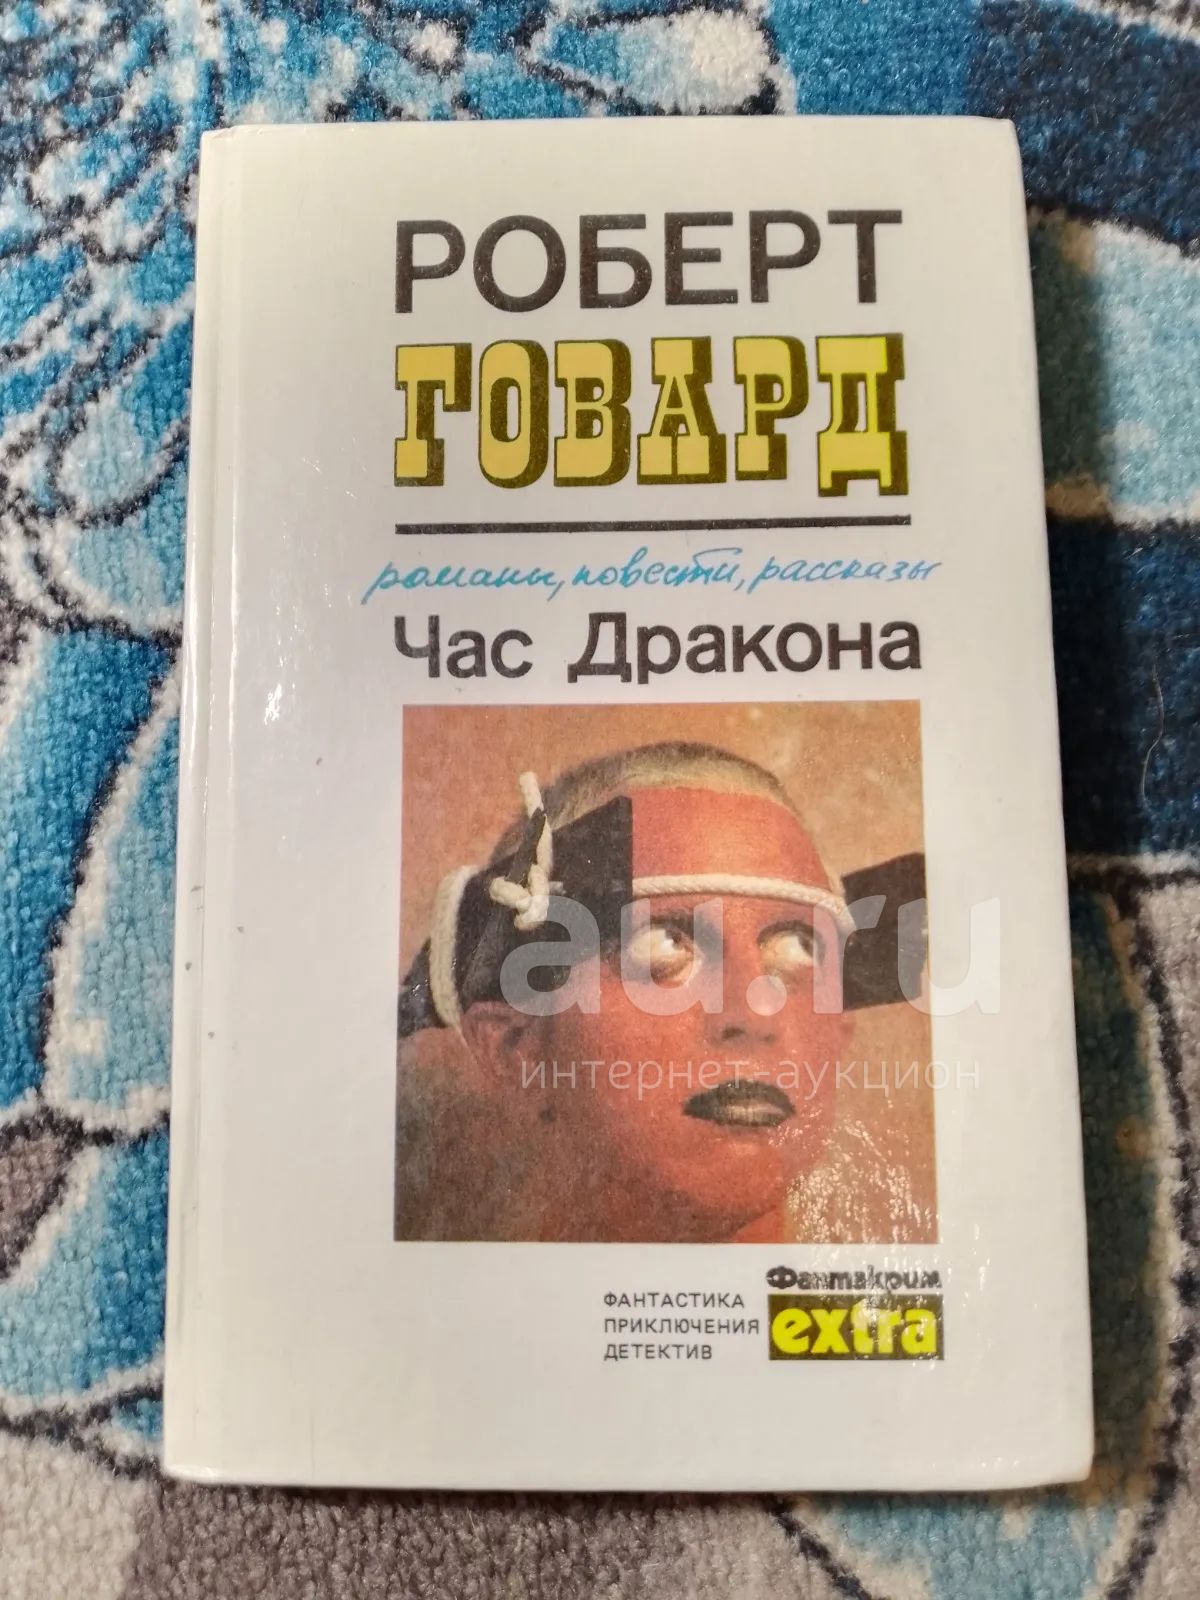 РОБЕРТ
ГОВАРД
романы, повести, рассказы
Час Дракона
au.ru
интернет-аукцион
Фантакрим
ФАНТАСТИКА
ПРИКЛЮЧЕНИЯ
ДЕТЕКТИВ
extra